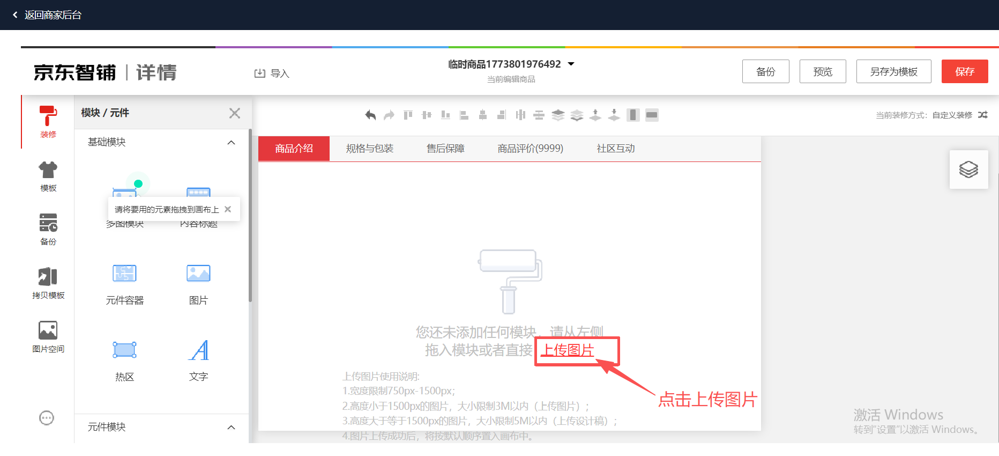 返回商家后台
京东智铺 | 详情
导入
临时商品1773801976492
当前编辑商品
备份
预览
另存为模板
保存
装修
模板
备份
拷贝模板
图片空间
模块 / 元件
基础模块
请将要用的元素拖拽到画布上
多图模块
内容标题
元件容器
图片
热区
文字
元件模块
当前装修方式：自定义装修
商品介绍
规格与包装
售后保障
商品评价(9999)
社区互动
您还未添加任何模块，请从左侧
拖入模块或者直接 上传图片
上传图片使用说明:
1.宽度限制750px-1500px；
2.高度小于1500px的图片，大小限制3M以内（上传图片）；
3.高度大于等于1500px的图片，大小限制5M以内（上传设计稿）；
4.图片上传成功后，将按默认顺序置入画布中。
点击上传图片
激活 Windows
转到"设置"以激活 Windows。